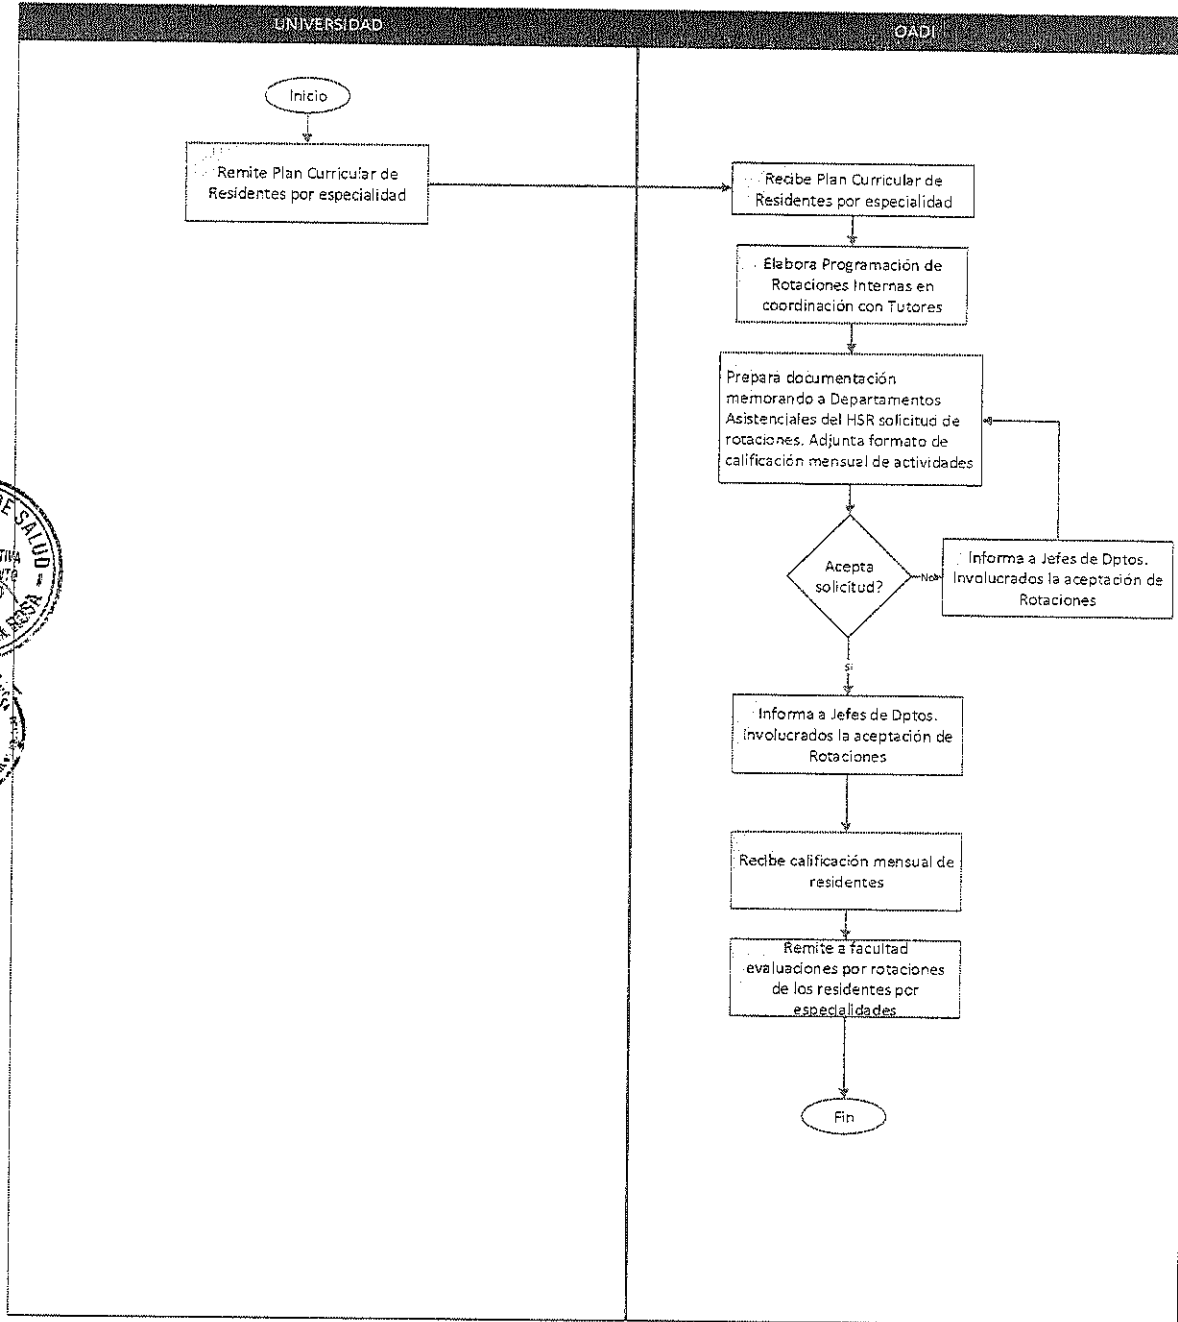 UNIVERSIDAD
OADI
Inicio
Remite Plan Curricular de
Residentes por especialidad
Recibe Plan Curricular de
Residentes por especialidad
Elabora Programación de
Rotaciones Internas en
coordinación con Tutores
Prepara documentación
memorando a Departamentos
Asistenciales del HSR solicitud de
rotaciones. Adjunta formato de
calificación mensual de actividades
Acepta
solicitud?
No
Informa a Jefes de Dptos.
Involucrados la aceptación de
Rotaciones
si
Informa a Jefes de Dptos.
Involucrados la aceptación de
Rotaciones
Recibe calificación mensual de
residentes
Remite a facultad
evaluaciones por rotaciones
de los residentes por
especialidades
Fin
DE SALUD -
ROSA